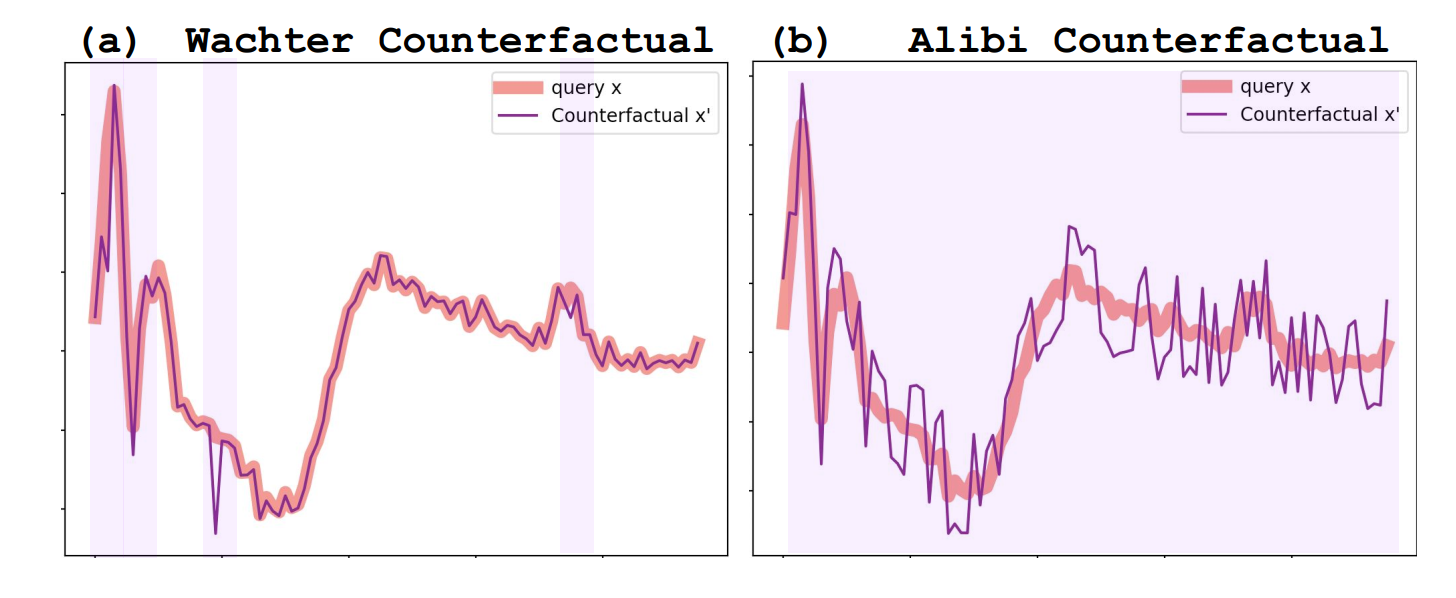 (a) Wachter Counterfactual
query x
Counterfactual x'
(b) Alibi Counterfactual
query x
Counterfactual x'